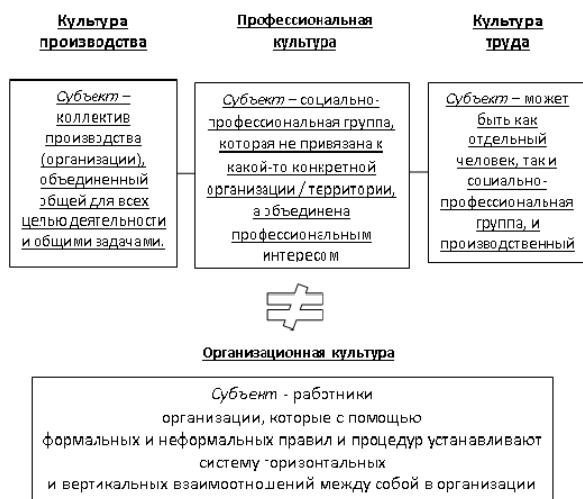 Культура
производства
Профессиональная
культура
Культура
труда
Субъект –
коллектив
производства
(организации),
объединенный
общей для всех
целью деятельности
и общими задачами.
Субъект – социально-
профессиональная группа,
которая не привязана к
какой-то конкретной
организации / территории,
а объединена
профессиональным
интересом
Субъект – может
быть как
отдельный
человек, так и
социально-
профессиональная
группа, и
производственный
≠
Организационная культура
Субъект - работники
организации, которые с помощью
формальных и неформальных правил и процедур устанавливают
систему горизонтальных
и вертикальных взаимоотношений между собой в организации